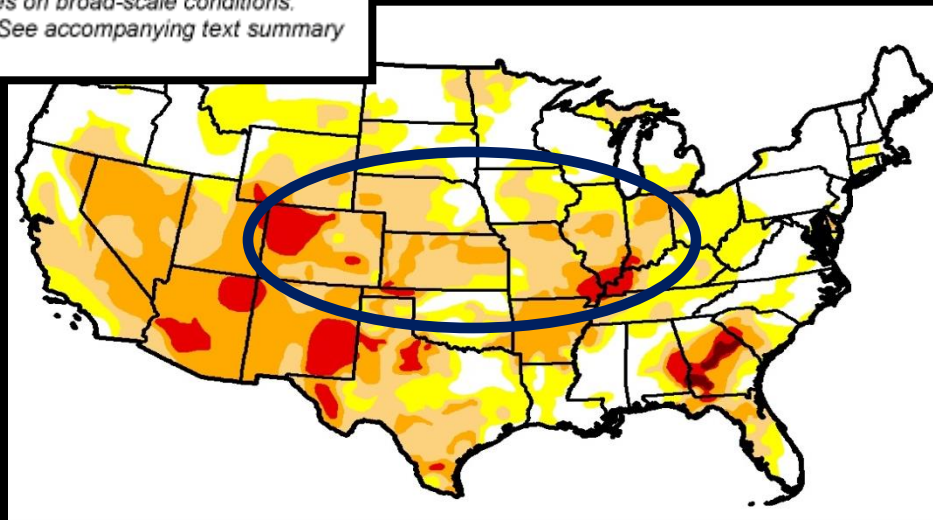 es on broad-scale conditions.
See accompanying text summary